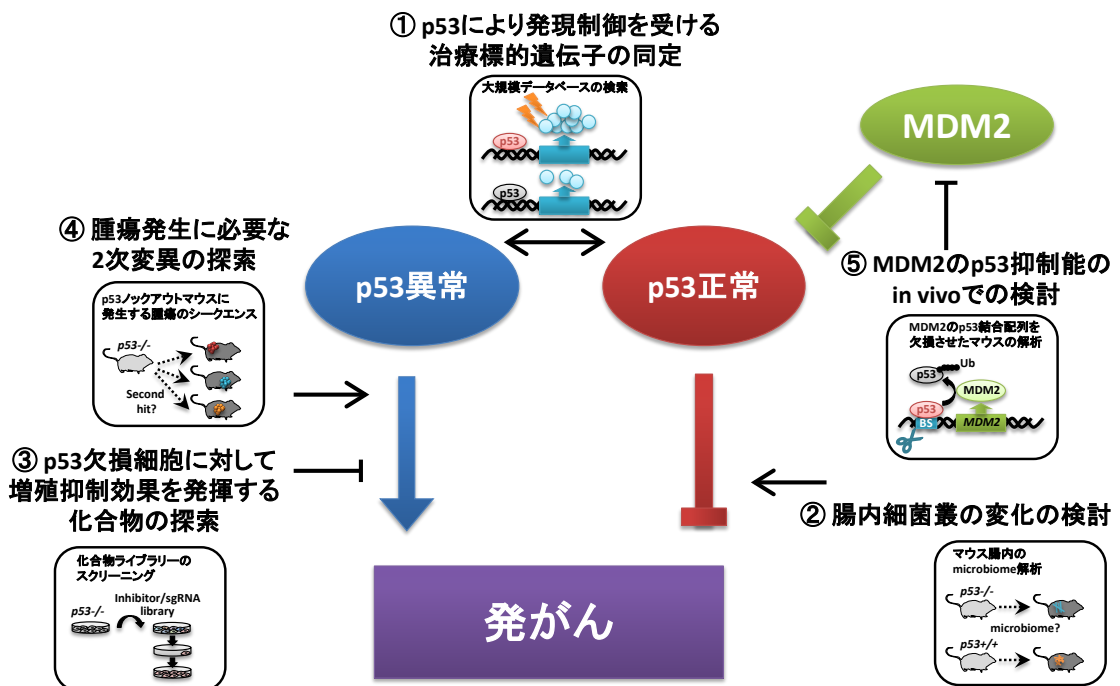 ① p53により発現制御を受ける
治療標的遺伝子の同定
大規模データベースの検索
p53
p53
MDM2
④ 腫瘍発生に必要な
2次変異の探索
p53ノックアウトマウスに
発生する腫瘍のシークエンス
p53-/-
Second
hit?
p53異常
p53正常
⑤ MDM2のp53抑制能の
in vivoでの検討
MDM2のp53結合配列を
欠損させたマウスの解析
Ub
p53
MDM2
p53
BS
MDM2
③ p53欠損細胞に対して
増殖抑制効果を発揮する
化合物の探索
化合物ライブラリーの
スクリーニング
Inhibitor/sgRNA
library
p53-/-
発がん
② 腸内細菌叢の変化の検討
マウス腸内の
microbiome解析
p53-/-
microbiome?
p53+/+